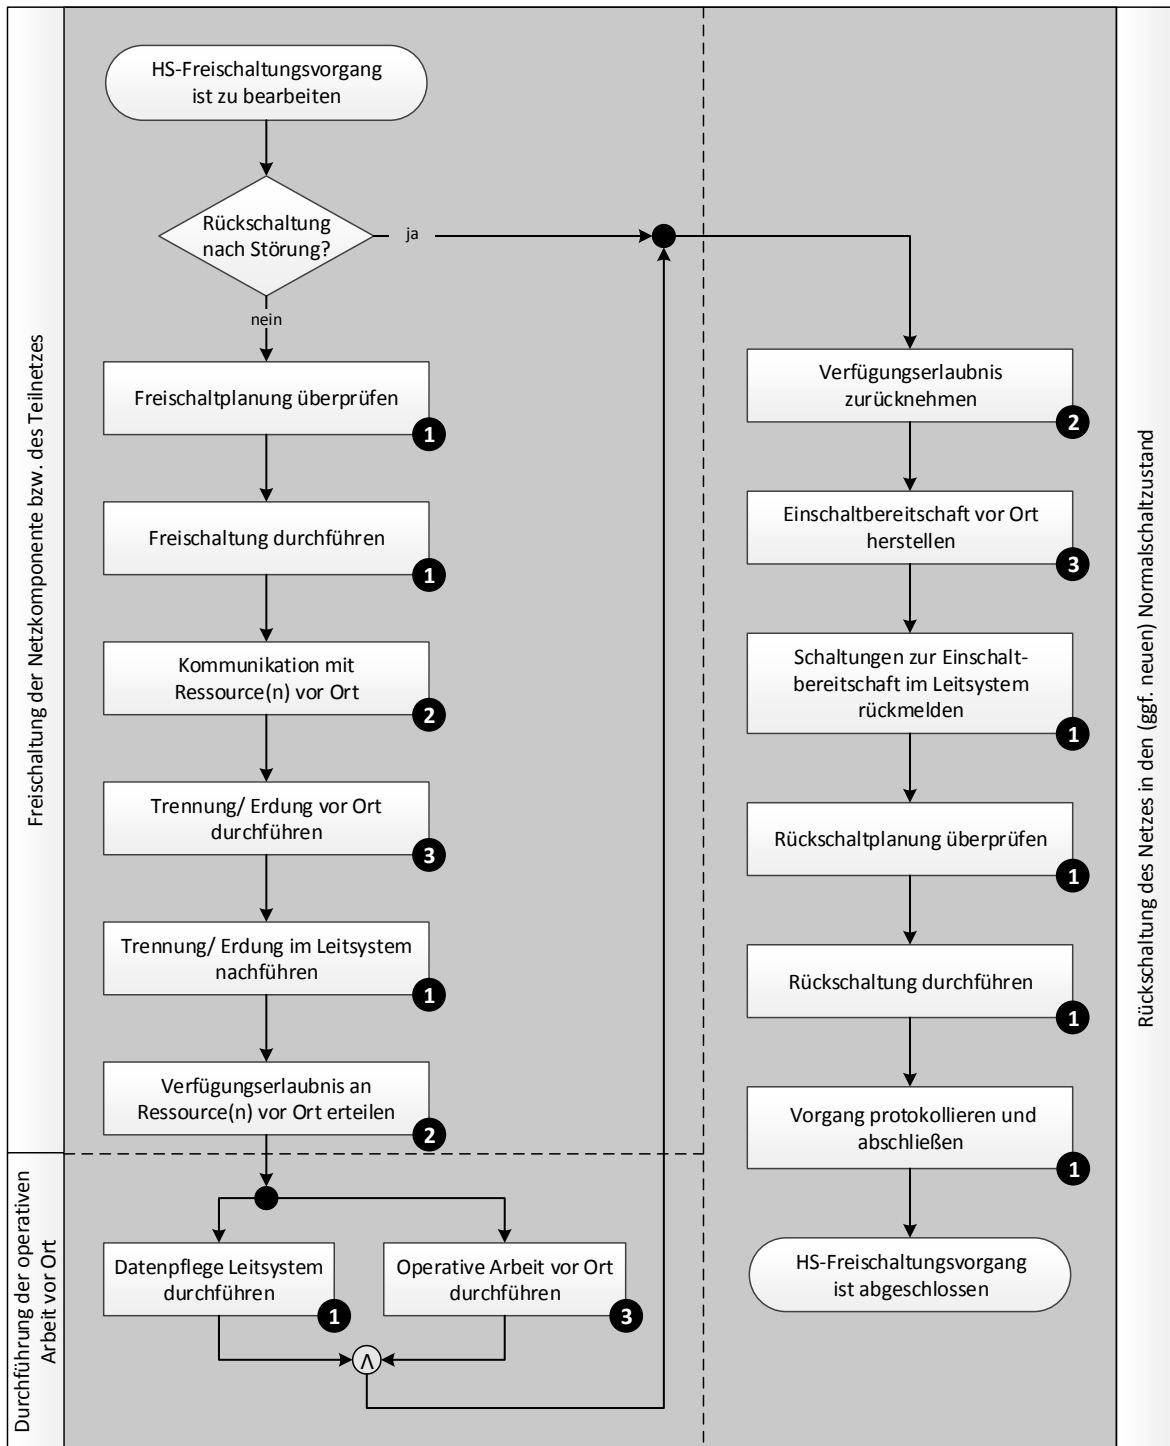 HS-Freischaltungsvorgang
ist zu bearbeiten
Rückschaltung
nach Störung?
ja
nein
Freischaltplanung überprüfen
1
Freischaltung durchführen
1
Kommunikation mit
Ressource(n) vor Ort
2
Trennung/ Erdung vor Ort
durchführen
3
Trennung/ Erdung im Leitsystem
nachführen
1
Verfügungserlaubnis an
Ressource(n) vor Ort erteilen
2
Datenpflege Leitsystem
durchführen
1
Operative Arbeit vor Ort
durchführen
3
Λ
Verfügungserlaubnis
zurücknehmen
2
Einschaltbereitschaft vor Ort
herstellen
3
Schaltungen zur Einschalt-
bereitschaft im Leitsystem
rückmelden
1
Rückschaltplanung überprüfen
1
Rückschaltung durchführen
1
Vorgang protokollieren und
abschließen
1
HS-Freischaltungsvorgang
ist abgeschlossen
Freischaltung der Netzkomponente bzw. des Teilnetzes
Durchführung der operativen
Arbeit vor Ort
Rückschaltung des Netzes in den (ggf. neuen) Normalschaltzustand